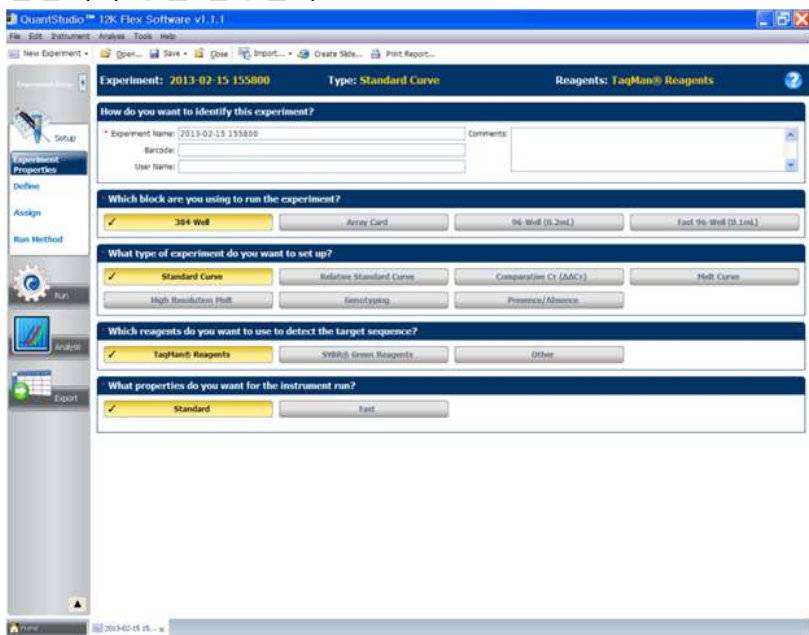 QuantStudio™ 12K Flex Software v1.1.1
File Edit Instrument Analysis Tools Help
New Experiment Open... Save Close Import... Create Slide... Print Report...
Experiment: 2013-02-15 155800 Type: Standard Curve Reagents: TaqMan® Reagents
How do you want to identify this experiment?
* Experiment Name: 2013-02-15 155800 Comments:
Barcode:
User Name:
Setup
Experiment
Properties
Define
Assign
Run Method
Run
Analysis
Export
* Which block are you using to run the experiment?
✓ 384-Well Array Card 96-Well (0.2mL) Fast 96-Well (0.1mL)
* What type of experiment do you want to set up?
✓ Standard Curve Relative Standard Curve Comparative Cᴛ (ΔΔCᴛ) Melt Curve
High Resolution Melt Genotyping Presence/Absence
* Which reagents do you want to use to detect the target sequence?
✓ TaqMan® Reagents SYBR® Green Reagents Other
* What properties do you want for the instrument run?
✓ Standard Fast
Home 2013-02-15 15...